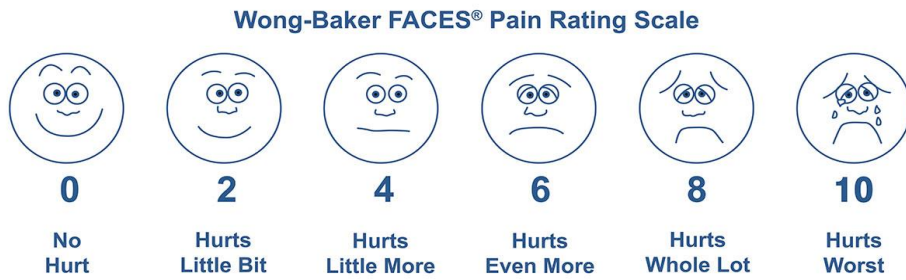 Wong-Baker FACES® Pain Rating Scale
0 2 4 6 8 10
No Hurts Hurts Hurts Hurts Hurts
Hurt Little Bit Little More Even More Whole Lot Worst